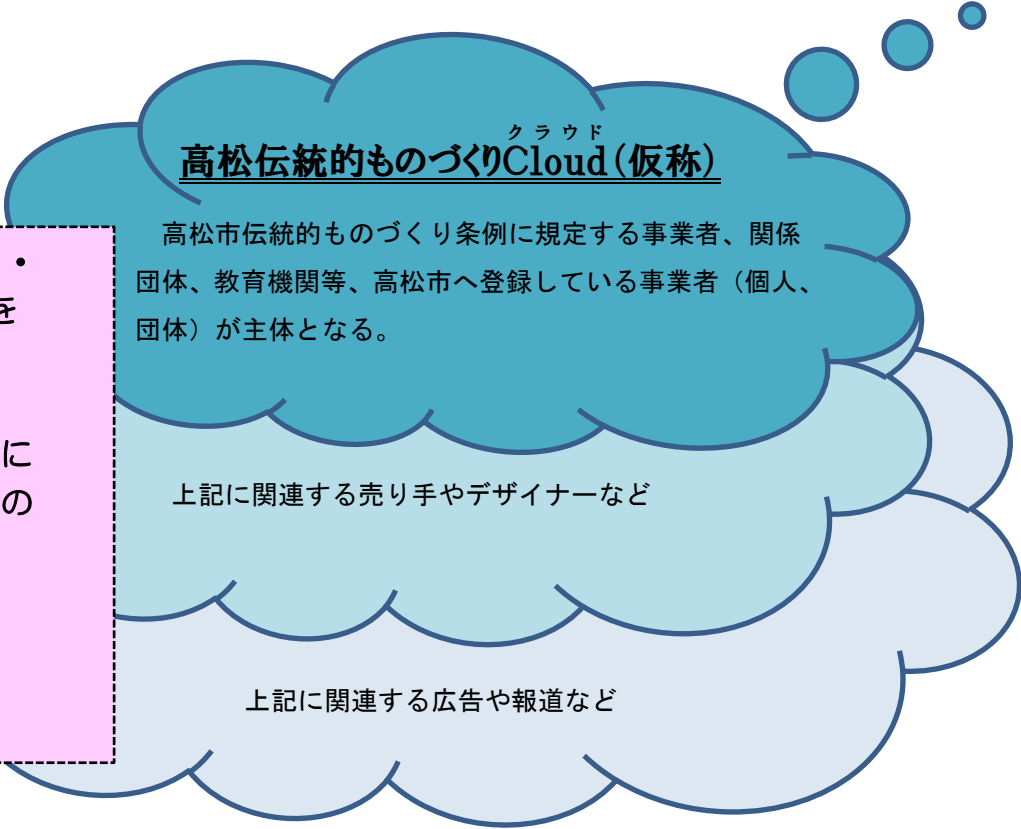 クラウド
高松伝統的ものづくりCloud(仮称)
高松市伝統的ものづくり条例に規定する事業者、関係
団体、教育機関等、高松市へ登録している事業者（個人、
団体）が主体となる。
・
を
に
の
上記に関連する売り手やデザイナーなど
上記に関連する広告や報道など